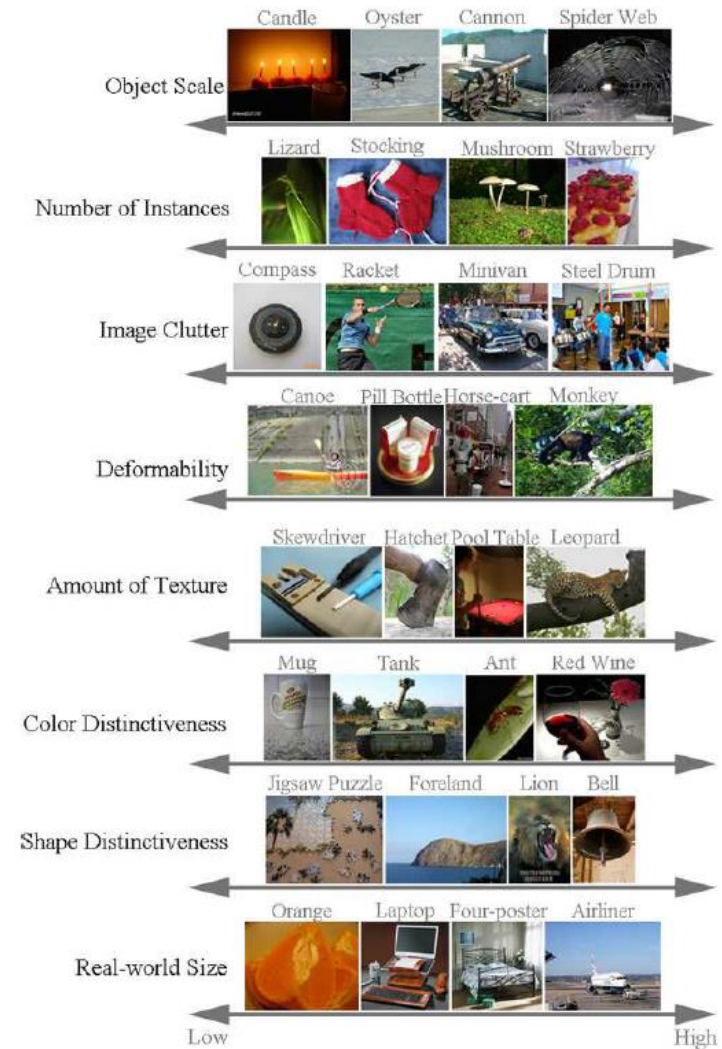 Candle Oyster Cannon Spider Web
Object Scale
Lizard Stocking Mushroom Strawberry
Number of Instances
Compass Racket Minivan Steel Drum
Image Clutter
Canoe Pill Bottle Horse-cart Monkey
Deformability
Skewdriver Hatchet Pool Table Leopard
Amount of Texture
Mug Tank Ant Red Wine
Color Distinctiveness
Jigsaw Puzzle Foreland Lion Bell
Shape Distinctiveness
Orange Laptop Four-poster Airliner
Real-world Size
Low High